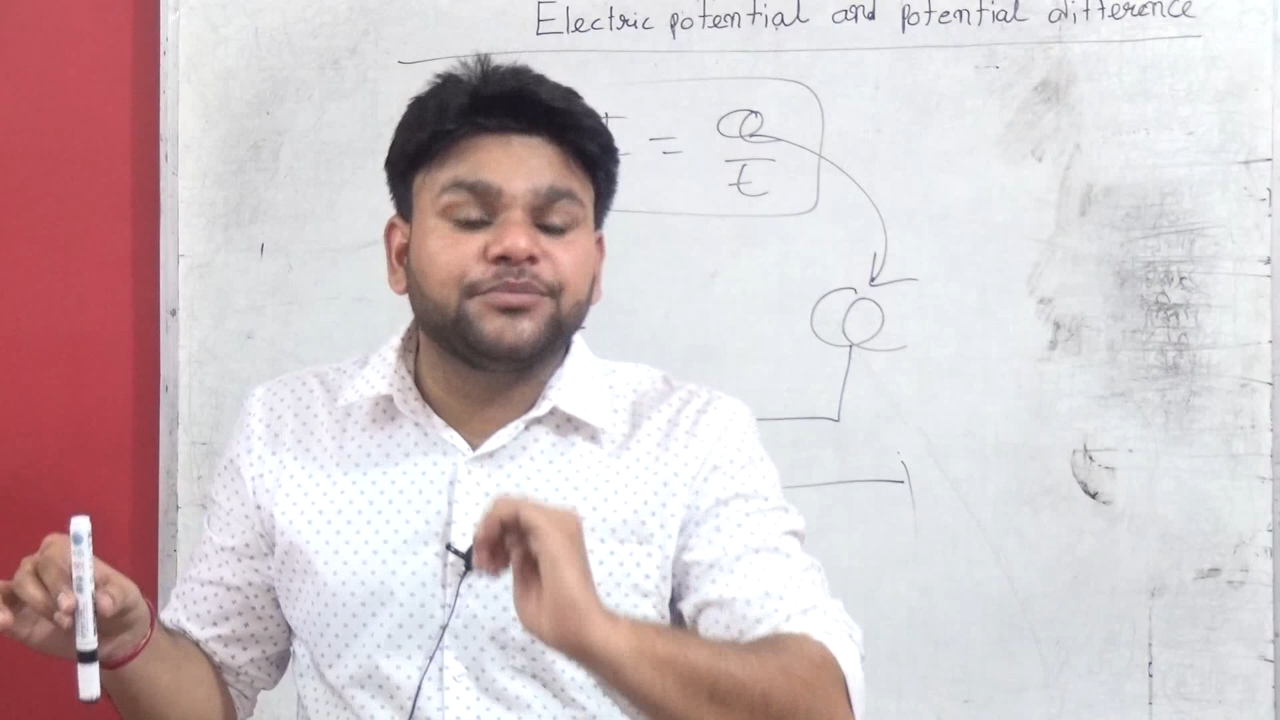 Electric potential and potential difference
I = Q
t
Q